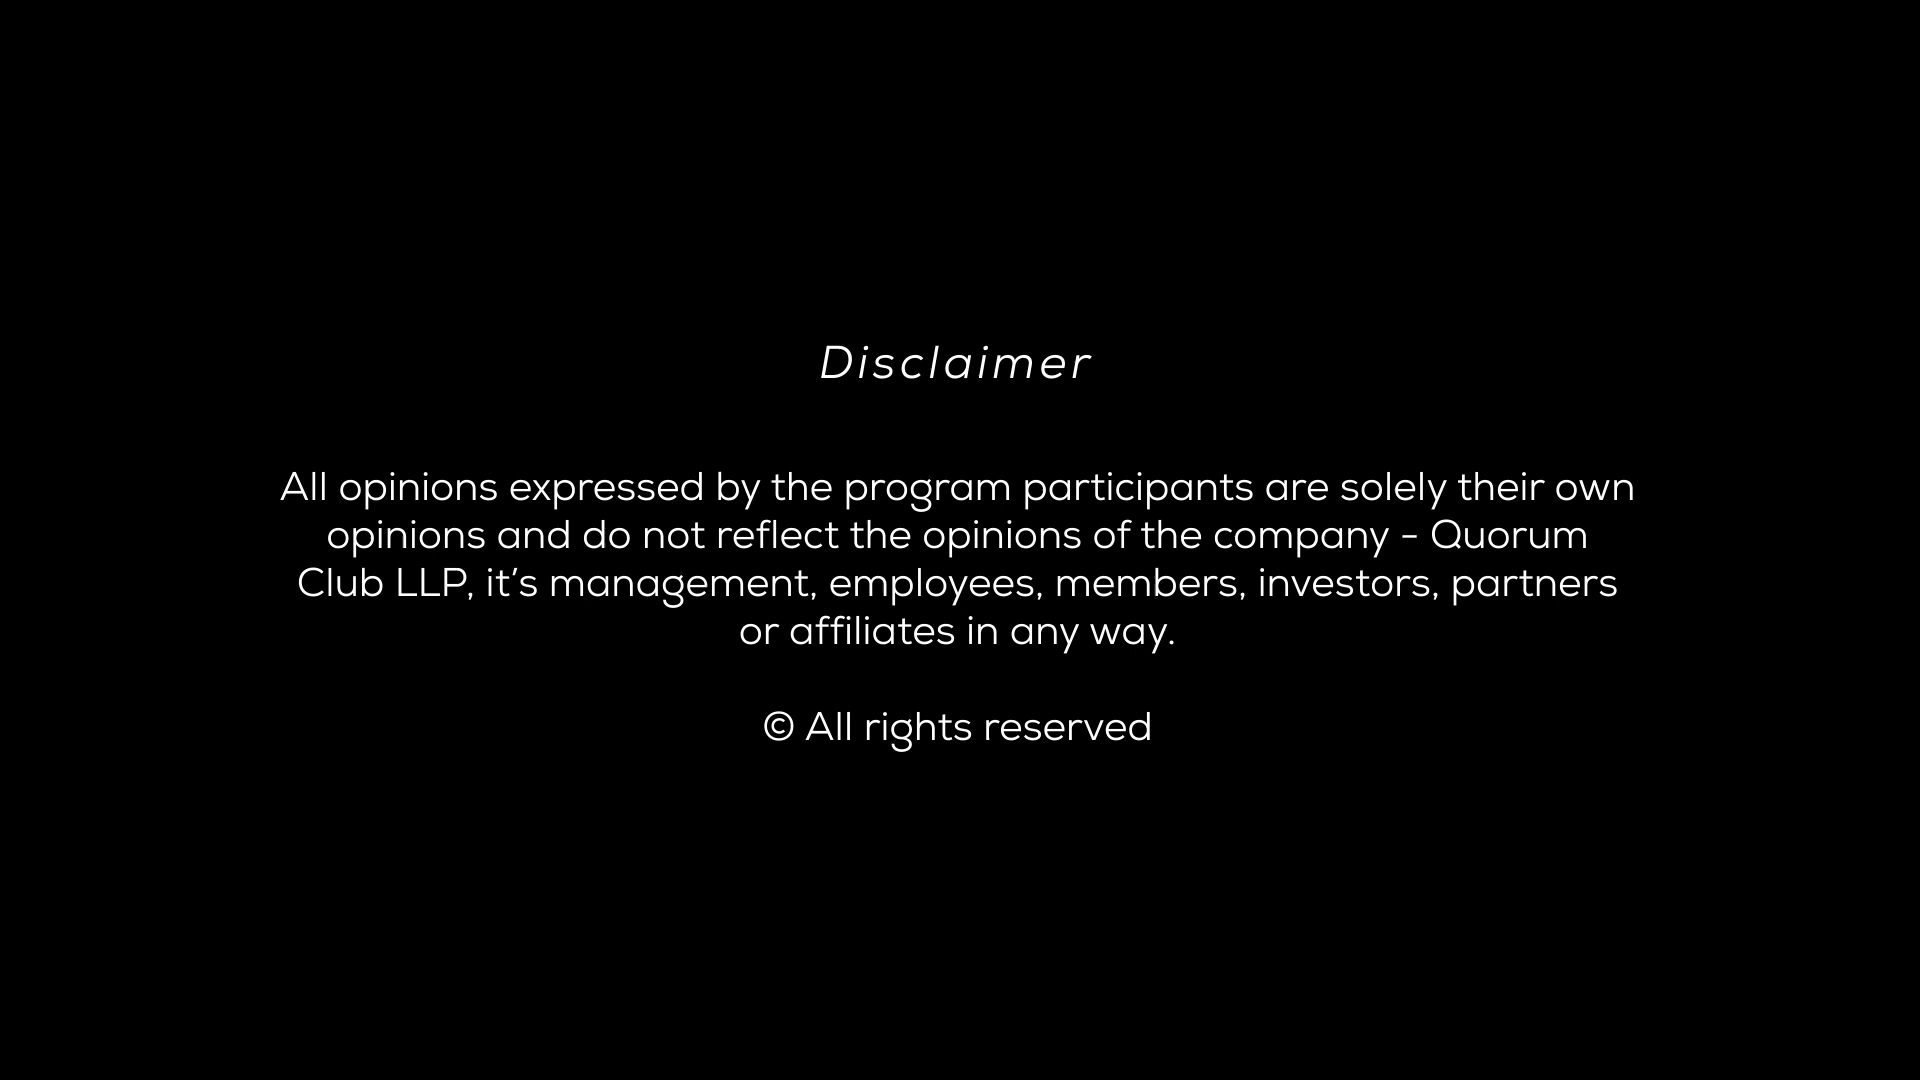 Disclaimer
All opinions expressed by the program participants are solely their own
opinions and do not reflect the opinions of the company - Quorum
Club LLP, it’s management, employees, members, investors, partners
or affiliates in any way.
© All rights reserved